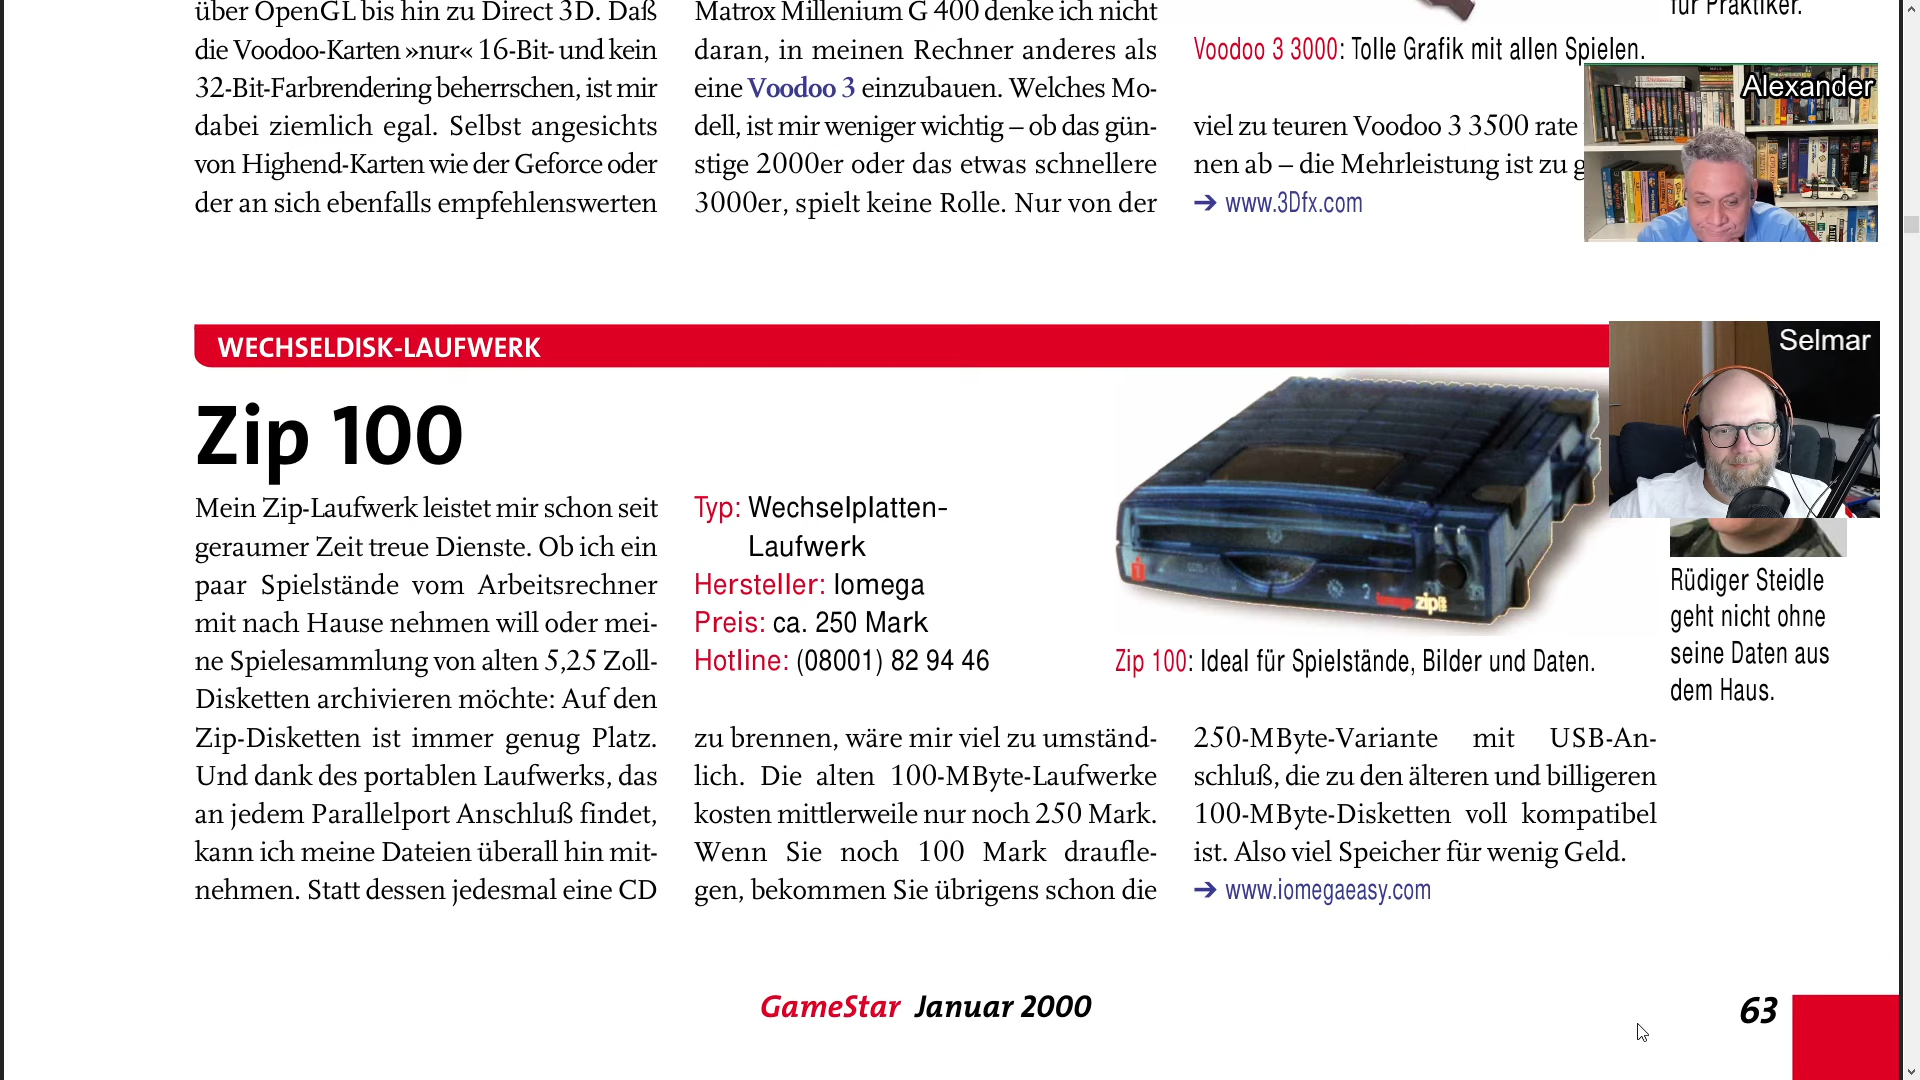 über OpenGL bis hin zu Direct 3D. Daß
die Voodoo-Karten »nur« 16-Bit- und kein
32-Bit-Farbrendering beherrschen, ist mir
dabei ziemlich egal. Selbst angesichts
von Highend-Karten wie der Geforce oder
der an sich ebenfalls empfehlenswerten
Matrox Millenium G 400 denke ich nicht
daran, in meinen Rechner anderes als
eine Voodoo 3 einzubauen. Welches Mo-
dell, ist mir weniger wichtig – ob das gün-
stige 2000er oder das etwas schnellere
3000er, spielt keine Rolle. Nur von der
Voodoo 3 3000: Tolle Grafik mit allen Spielen.
viel zu teuren Voodoo 3 3500 rate
nen ab – die Mehrleistung ist zu g
➔ www.3Dfx.com
für Praktiker.
Alexander
WECHSELDISK-LAUFWERK
Selmar
Zip 100
Mein Zip-Laufwerk leistet mir schon seit
geraumer Zeit treue Dienste. Ob ich ein
paar Spielstände vom Arbeitsrechner
mit nach Hause nehmen will oder mei-
ne Spielesammlung von alten 5,25 Zoll-
Disketten archivieren möchte: Auf den
Zip-Disketten ist immer genug Platz.
Und dank des portablen Laufwerks, das
an jedem Parallelport Anschluß findet,
kann ich meine Dateien überall hin mit-
nehmen. Statt dessen jedesmal eine CD
Typ: Wechselplatten-
Laufwerk
Hersteller: Iomega
Preis: ca. 250 Mark
Hotline: (08001) 82 94 46
zu brennen, wäre mir viel zu umständ-
lich. Die alten 100-MByte-Laufwerke
kosten mittlerweile nur noch 250 Mark.
Wenn Sie noch 100 Mark draufle-
gen, bekommen Sie übrigens schon die
iomega zip
Zip 100: Ideal für Spielstände, Bilder und Daten.
250-MByte-Variante mit USB-An-
schluß, die zu den älteren und billigeren
100-MByte-Disketten voll kompatibel
ist. Also viel Speicher für wenig Geld.
➔ www.iomegaeasy.com
Rüdiger Steidle
geht nicht ohne
seine Daten aus
dem Haus.
GameStar Januar 2000
63